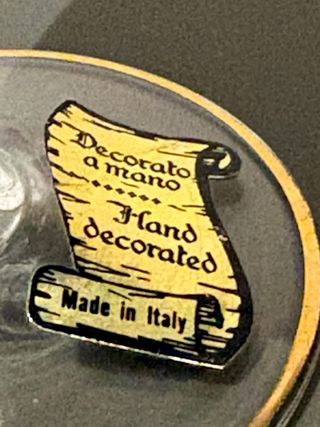 Decorato
a mano
Hand
decorated
Made in Italy